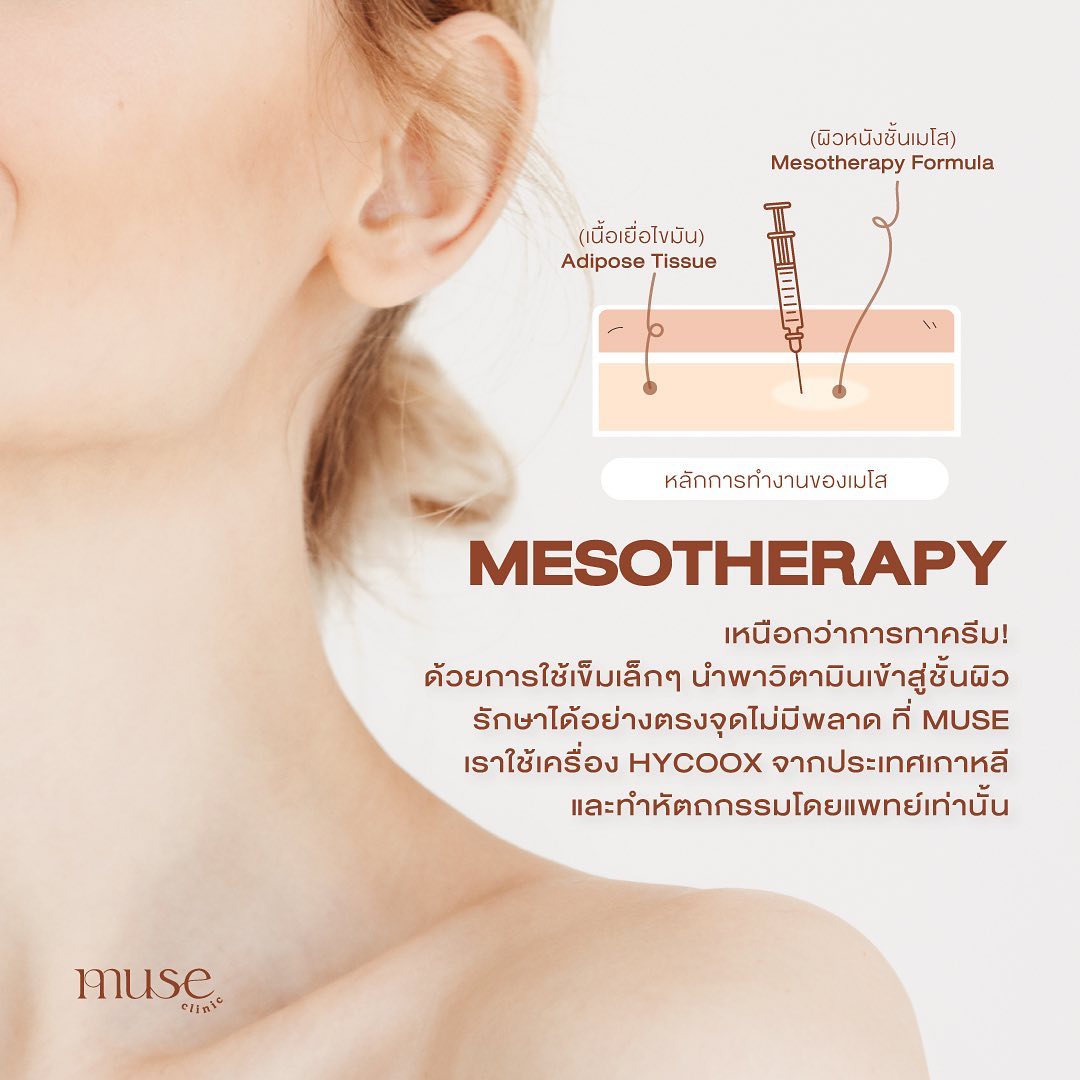 (ผิวหนังชั้นเมโส)
Mesotherapy Formula
(เนื้อเยื่อไขมัน)
Adipose Tissue
หลักการทำงานของเมโส
MESOTHERAPY
เหนือกว่าการทาครีม!
ด้วยการใช้เข็มเล็กๆ นำพาวิตามินเข้าสู่ชั้นผิว
รักษาได้อย่างตรงจุดไม่มีพลาด ที่ MUSE
เราใช้เครื่อง HYCOOX จากประเทศเกาหลี
และทำหัตถกรรมโดยแพทย์เท่านั้น
muse
clinic